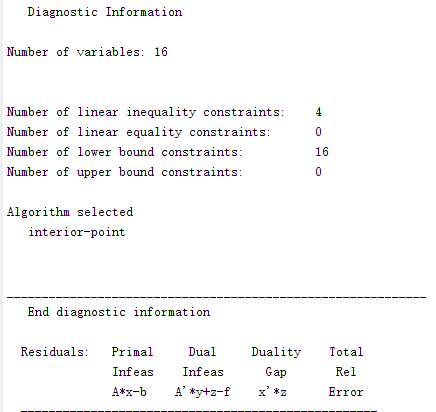 Diagnostic Information
Number of variables: 16
Number of linear inequality constraints: 4
Number of linear equality constraints: 0
Number of lower bound constraints: 16
Number of upper bound constraints: 0
Algorithm selected
interior-point
End diagnostic information
Residuals: Primal Dual Duality Total
Infeas Infeas Gap Rel
A*x-b A'*y+z-f x'*z Error